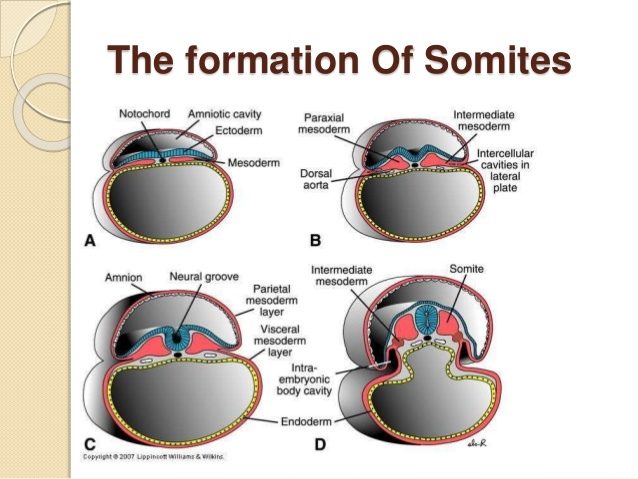 The formation Of Somites
Notochord
Amniotic cavity
Ectoderm
Mesoderm
A
Paraxial
mesoderm
Intermediate
mesoderm
Dorsal
aorta
Intercellular
cavities in
lateral
plate
B
Amnion
Neural groove
Parietal
mesoderm
layer
Visceral
mesoderm
layer
C
Intermediate
mesoderm
Somite
Intra-
embryonic
body cavity
Endoderm
D
Copyright © 2007 Lippincott Williams & Wilkins.